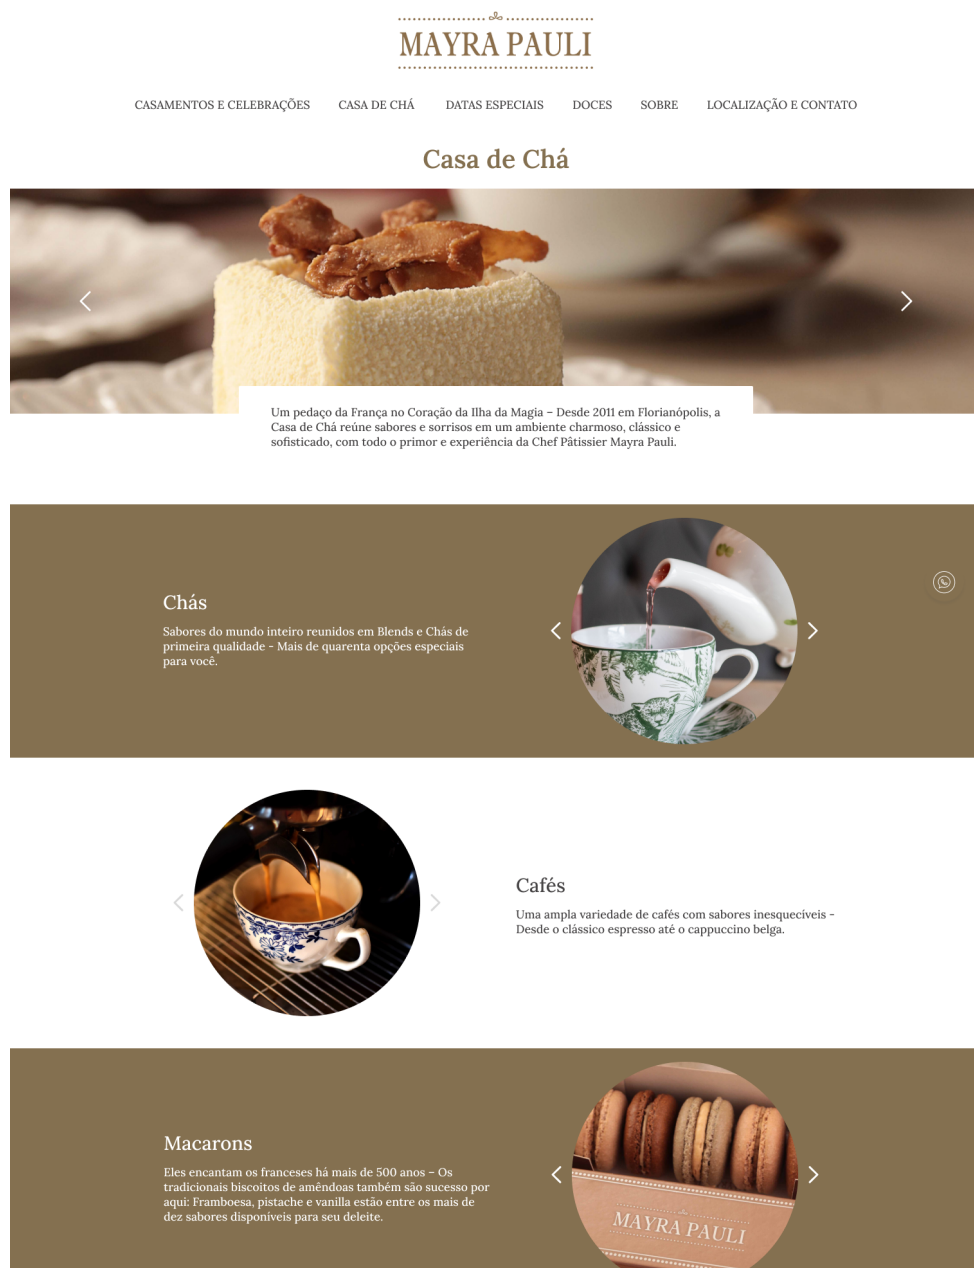 MAYRA PAULI
CASAMENTOS E CELEBRAÇÕES CASA DE CHÁ DATAS ESPECIAIS DOCES SOBRE LOCALIZAÇÃO E CONTATO
Casa de Chá
Um pedaço da França no Coração da Ilha da Magia – Desde 2011 em Florianópolis, a
Casa de Chá reúne sabores e sorrisos em um ambiente charmoso, clássico e
sofisticado, com todo o primor e experiência da Chef Pâtissier Mayra Pauli.
Chás
Sabores do mundo inteiro reunidos em Blends e Chás de
primeira qualidade - Mais de quarenta opções especiais
para você.
Cafés
Uma ampla variedade de cafés com sabores inesquecíveis -
Desde o clássico espresso até o cappuccino belga.
Macarons
Eles encantam os franceses há mais de 500 anos – Os
tradicionais biscoitos de amêndoas também são sucesso por
aqui: Framboesa, pistache e vanilla estão entre os mais de
dez sabores disponíveis para seu deleite.
MAYRA PAULI